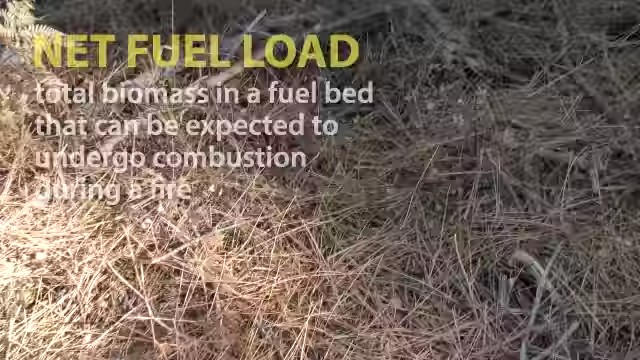 NET FUEL LOAD
total biomass in a fuel bed
that can be expected to
undergo combustion
during a fire